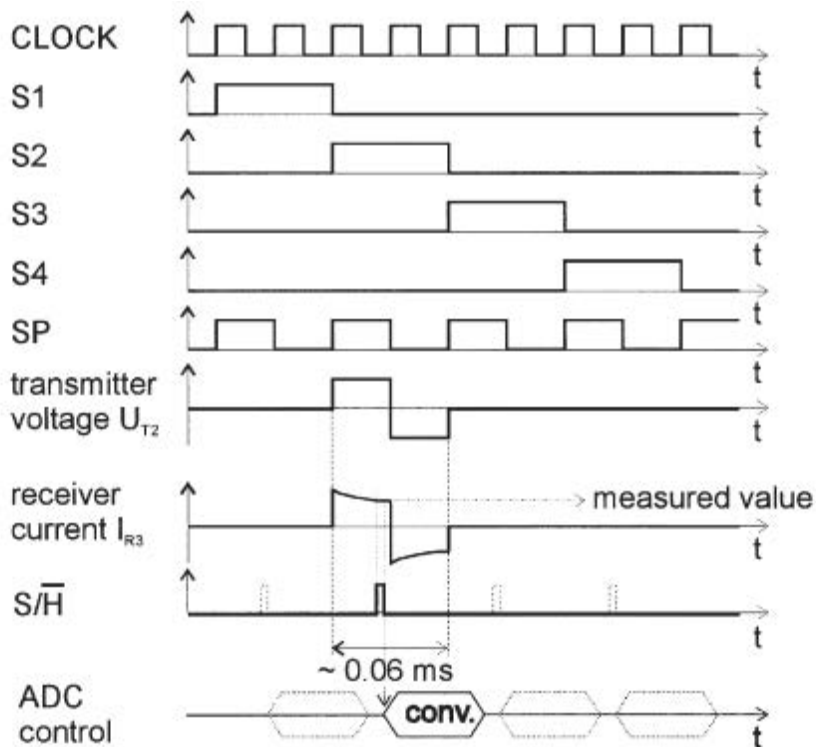 CLOCK
t
S1
t
S2
t
S3
t
S4
t
SP
t
transmitter
voltage U_T2
receiver
current I_R3
measured value
t
S/H̅
t
~ 0.06 ms
ADC
control
conv.
t